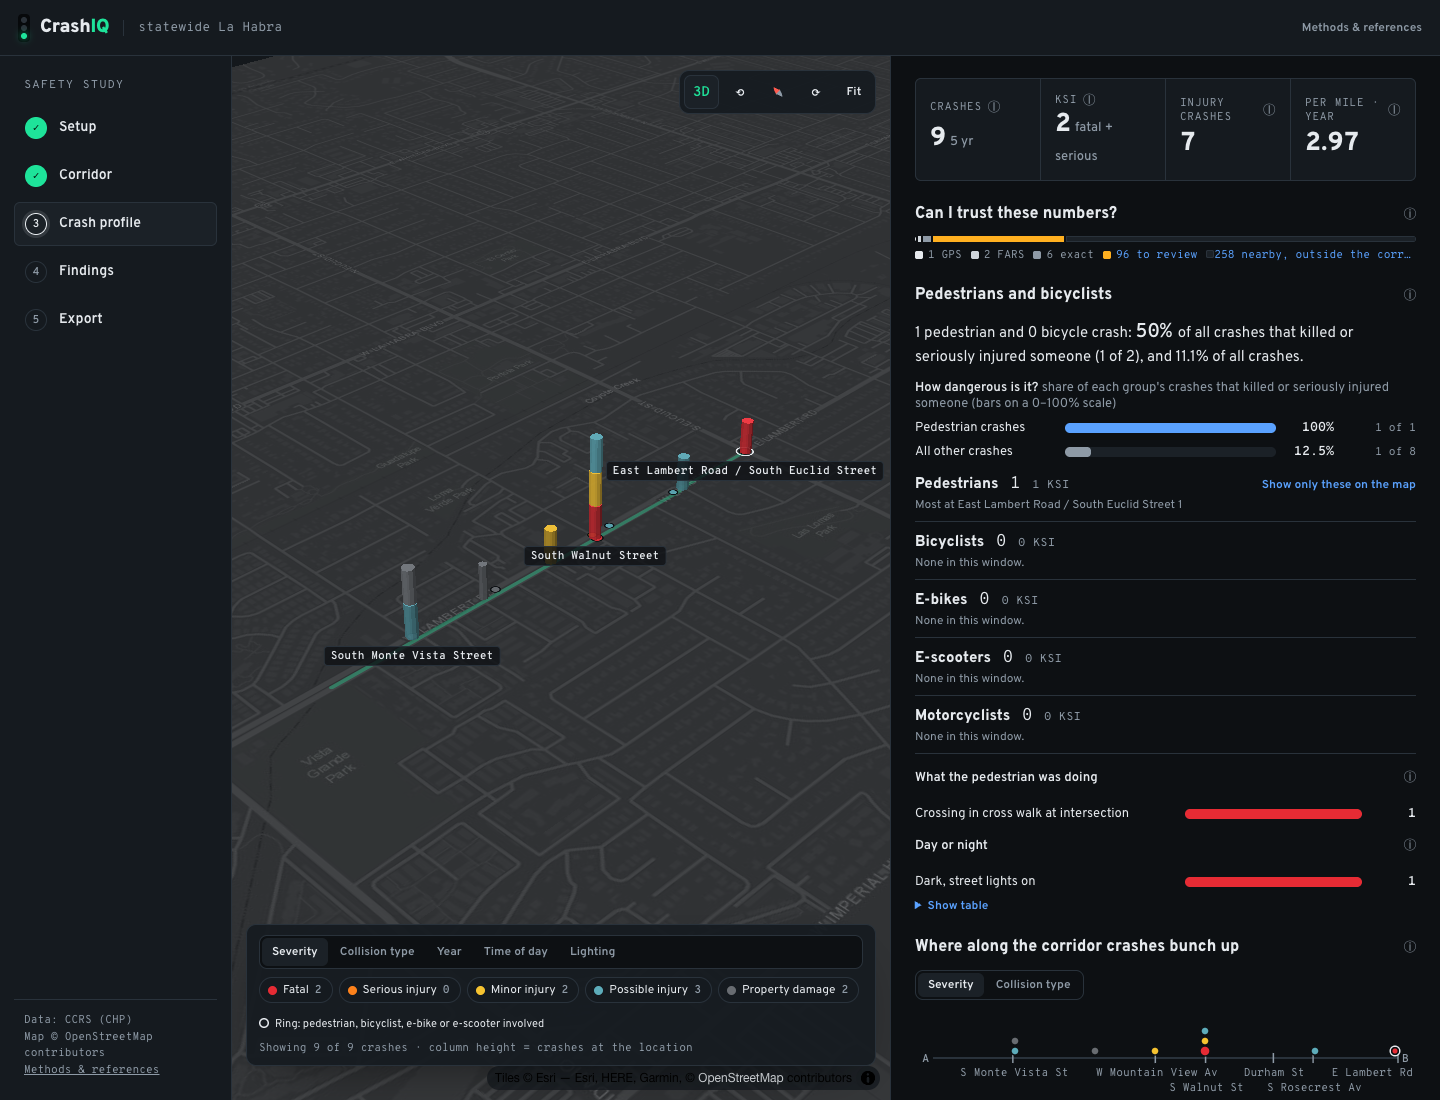 CrashIQ
statewide La Habra
Methods & references
SAFETY STUDY
✓ Setup
✓ Corridor
3 Crash profile
4 Findings
5 Export
Data: CCRS (CHP)
Map © OpenStreetMap
contributors
Methods & references
3D
Fit
East Lambert Road / South Euclid Street
South Walnut Street
South Monte Vista Street
Vista
Grande
Park
Severity Collision type Year Time of day Lighting
Fatal 2 Serious injury 0 Minor injury 2 Possible injury 3 Property damage 2
Ring: pedestrian, bicyclist, e-bike or e-scooter involved
Showing 9 of 9 crashes · column height = crashes at the location
Tiles © Esri — Esri, HERE, Garmin, © OpenStreetMap contributors
CRASHES
9 5 yr
KSI
2 fatal +
serious
INJURY
CRASHES
7
PER MILE ·
YEAR
2.97
Can I trust these numbers?
1 GPS 2 FARS 6 exact 96 to review 258 nearby, outside the corr…
Pedestrians and bicyclists
1 pedestrian and 0 bicycle crash: 50% of all crashes that killed or
seriously injured someone (1 of 2), and 11.1% of all crashes.
How dangerous is it? share of each group's crashes that killed or seriously injured
someone (bars on a 0–100% scale)
Pedestrian crashes 100% 1 of 1
All other crashes 12.5% 1 of 8
Pedestrians 1 1 KSI Show only these on the map
Most at East Lambert Road / South Euclid Street 1
Bicyclists 0 0 KSI
None in this window.
E-bikes 0 0 KSI
None in this window.
E-scooters 0 0 KSI
None in this window.
Motorcyclists 0 0 KSI
None in this window.
What the pedestrian was doing
Crossing in cross walk at intersection 1
Day or night
Dark, street lights on 1
Show table
Where along the corridor crashes bunch up
Severity Collision type
A B
S Monte Vista St W Mountain View Av Durham St E Lambert Rd
S Walnut St S Rosecrest Av